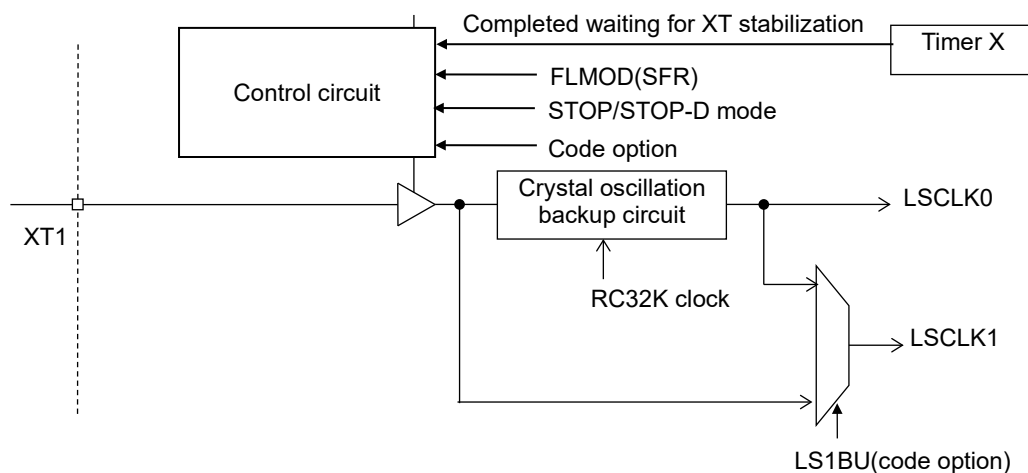 Completed waiting for XT stabilization
Timer X
Control circuit
FLMOD(SFR)
STOP/STOP-D mode
Code option
Crystal oscillation
backup circuit
LSCLK0
XT1
RC32K clock
LSCLK1
LS1BU(code option)